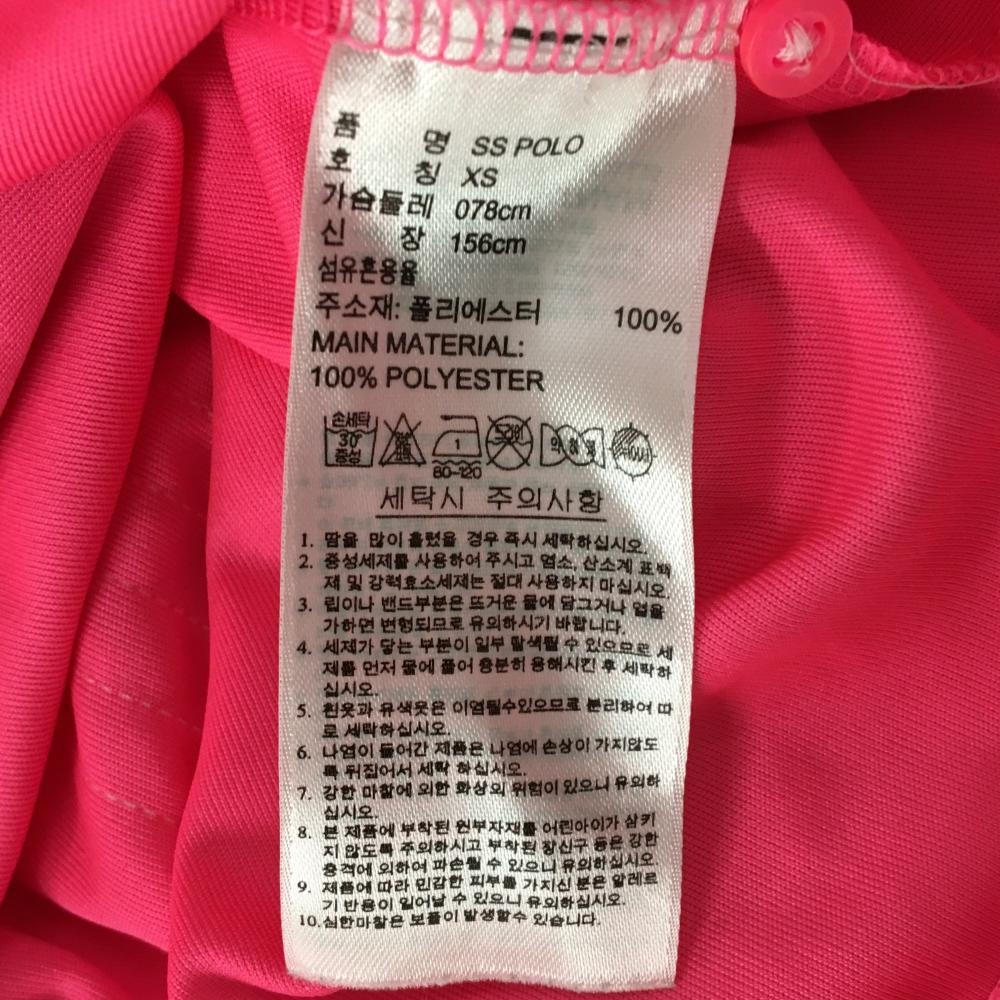 품 명 SS POLO
호 칭 XS
가슴둘레 078cm
신 장 156cm
섬유혼용율
주소재: 폴리에스터 100%
MAIN MATERIAL:
100% POLYESTER
손세탁 30° 중성
1
80-120
세탁시 주의사항
1. 땀을 많이 흘렸을 경우 즉시 세탁하십시오.
2. 중성세제를 사용하여 주시고 염소, 산소계 표백
제 및 강력효소세제는 절대 사용하지 마십시오.
3. 립이나 밴드부분은 뜨거운 물에 담그거나 열을
가하면 변형되므로 유의하시기 바랍니다.
4. 세제가 닿는 부분이 일부 탈색될 수 있으므로 세
제를 먼저 물에 풀어 충분히 용해시킨 후 세탁하
십시오.
5. 흰옷과 유색옷은 이염될수있으므로 분리하여 따
로 세탁하십시오.
6. 나염이 들어간 제품은 나염에 손상이 가지않도
록 뒤집어서 세탁 하십시오.
7. 강한 마찰에 의한 화상의 위험이 있으니 유의하
십시오.
8. 본 제품에 부착된 원부자재를 어린아이가 삼키
지 않도록 주의하시고 부착된 장신구 등은 강한
충격에 의하여 파손될 수 있으니 유의하십시오.
9. 제품에 따라 민감한 피부를 가지신 분은 알레르
기 반응이 일어날 수 있으니 유의하십시오.
10. 심한마찰은 보풀이 발생할수 있습니다.